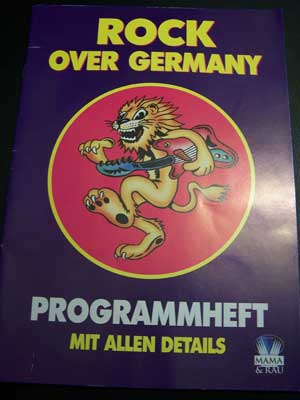 ROCK
OVER GERMANY
PROGRAMMHEFT
MIT ALLEN DETAILS
MAMA
& RAU